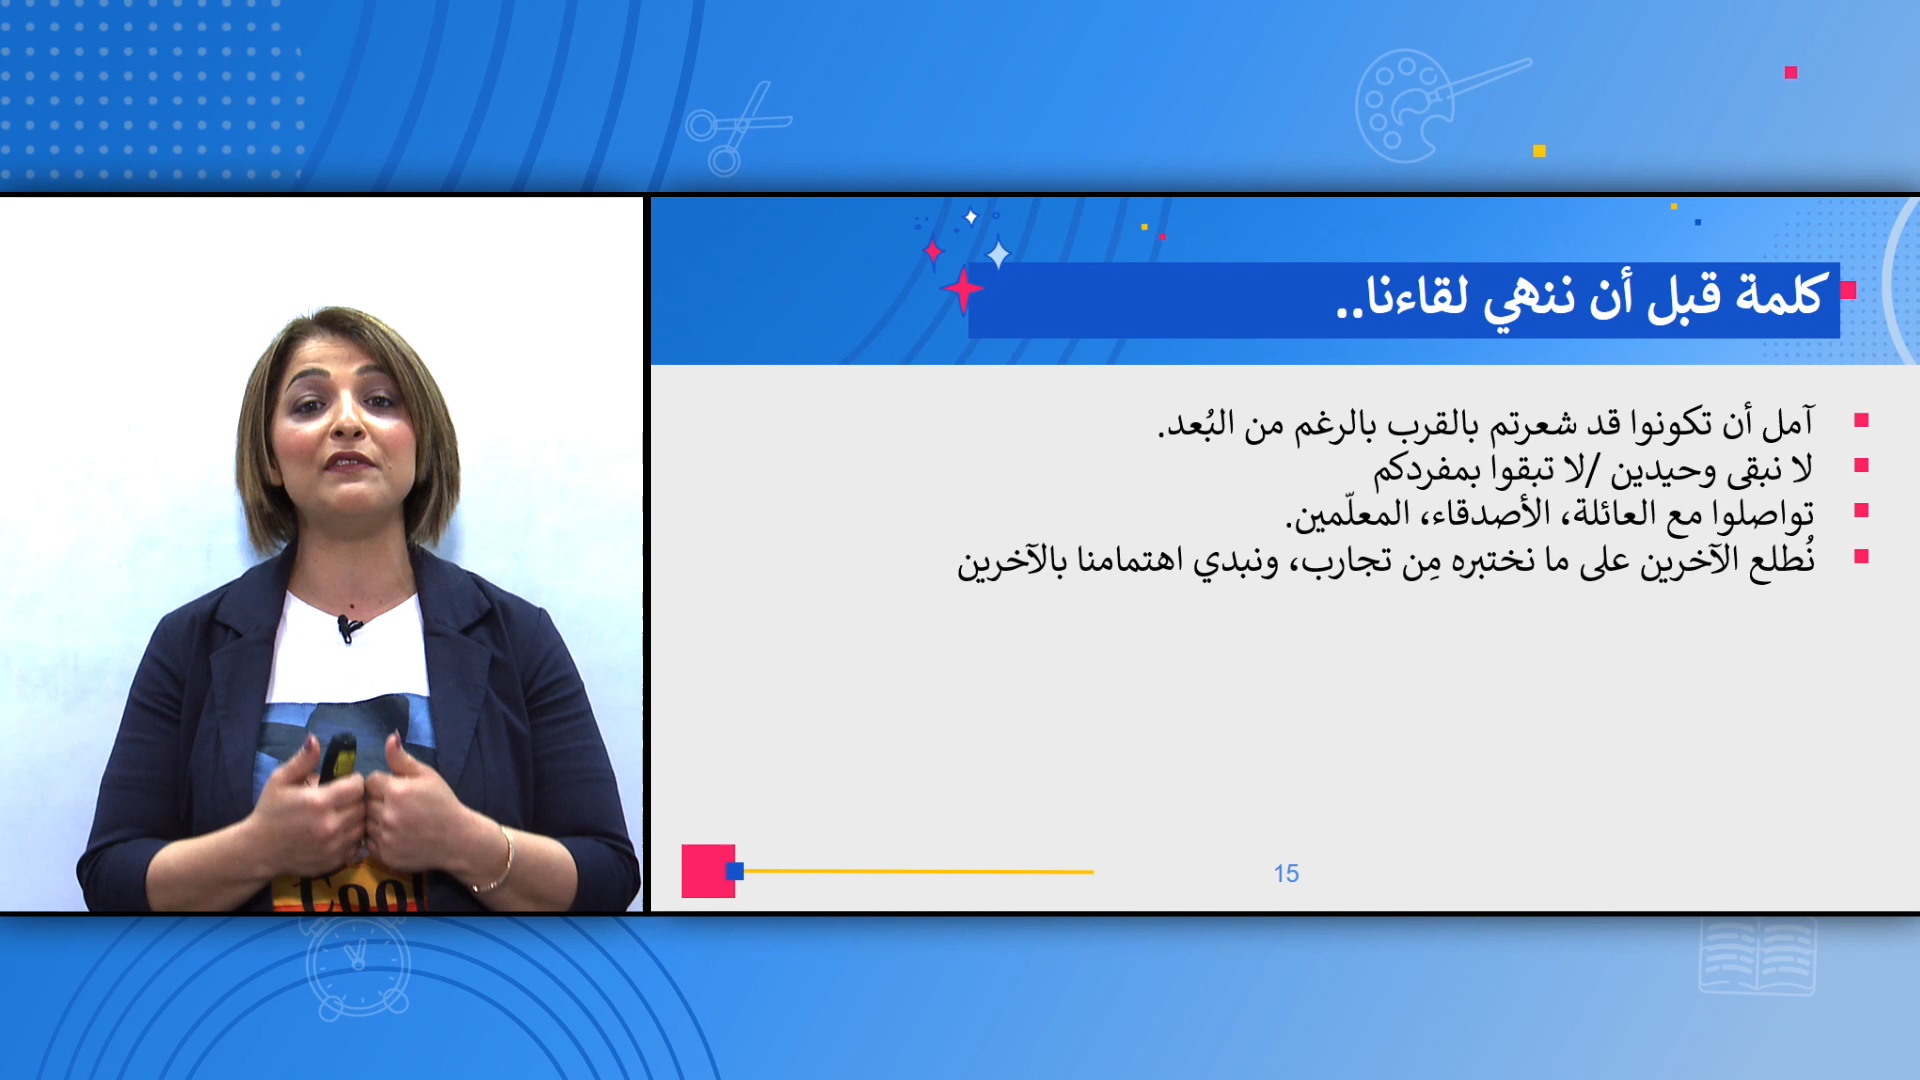 كلمة قبل أن ننهي لقاءنا..
آمل أن تكونوا قد شعرتم بالقرب بالرغم من البُعد.
لا نبقى وحيدين /لا تبقوا بمفردكم
تواصلوا مع العائلة، الأصدقاء، المعلّمين.
نُطلع الآخرين على ما نختبره مِن تجارب، ونبدي اهتمامنا بالآخرين
15
Cool